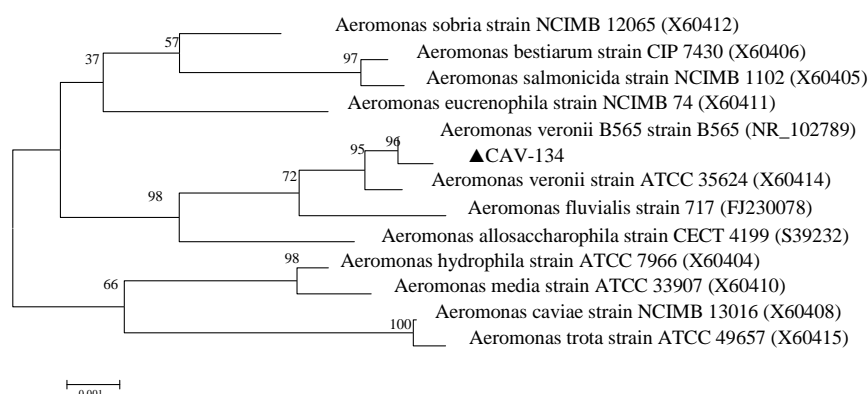 Aeromonas sobria strain NCIMB 12065 (X60412)
57
Aeromonas bestiarum strain CIP 7430 (X60406)
97
37
Aeromonas salmonicida strain NCIMB 1102 (X60405)
Aeromonas eucrenophila strain NCIMB 74 (X60411)
Aeromonas veronii B565 strain B565 (NR_102789)
96
95
▲CAV-134
72
Aeromonas veronii strain ATCC 35624 (X60414)
98
Aeromonas fluvialis strain 717 (FJ230078)
Aeromonas allosaccharophila strain CECT 4199 (S39232)
98
Aeromonas hydrophila strain ATCC 7966 (X60404)
66
Aeromonas media strain ATCC 33907 (X60410)
Aeromonas caviae strain NCIMB 13016 (X60408)
100
Aeromonas trota strain ATCC 49657 (X60415)
0.001